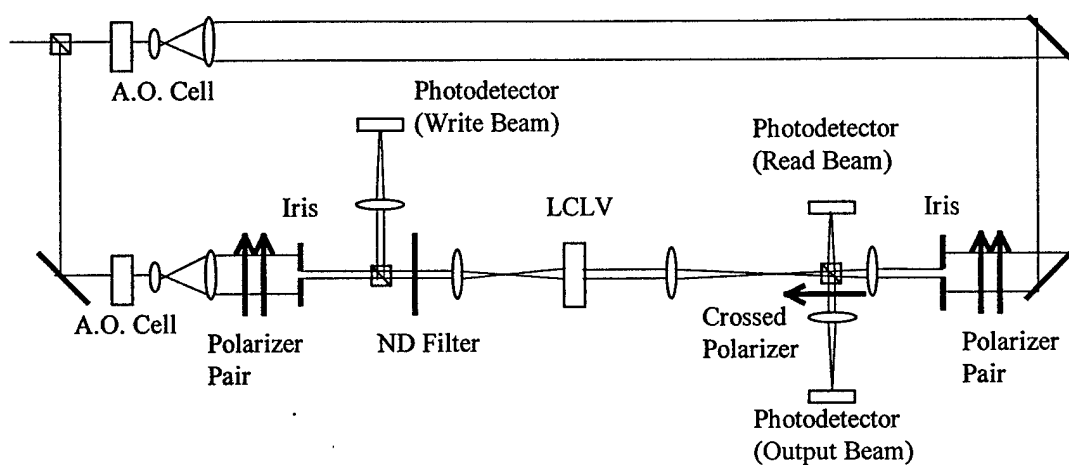 A.O. Cell
Photodetector
(Write Beam)
Photodetector
(Read Beam)
Iris
LCLV
Iris
A.O. Cell
Polarizer
Pair
ND Filter
Crossed
Polarizer
Polarizer
Pair
Photodetector
(Output Beam)